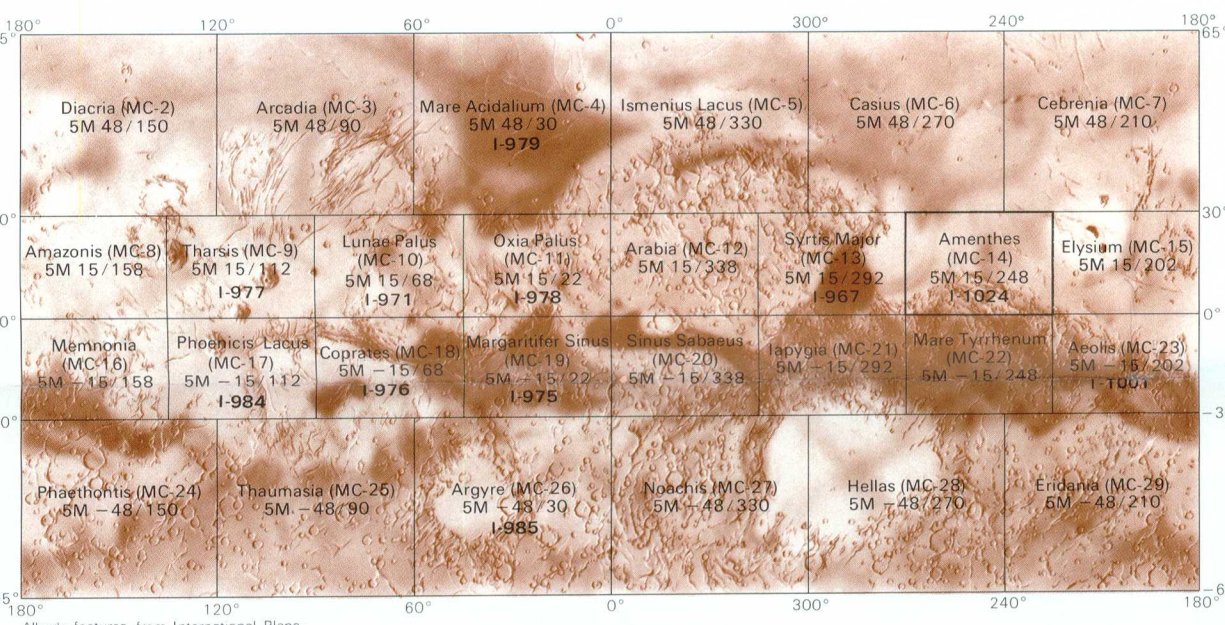 180° 120° 60° 0° 300° 240° 180°
5° 65°
Diacria (MC-2)
5M 48/150
Arcadia (MC-3)
5M 48/90
Mare Acidalium (MC-4)
5M 48/30
I-979
Ismenius Lacus (MC-5)
5M 48/330
Casius (MC-6)
5M 48/270
Cebrenia (MC-7)
5M 48/210
0° 30°
Amazonis (MC-8)
5M 15/158
Tharsis (MC-9)
5M 15/112
I-977
Lunae Palus
(MC-10)
5M 15/68
I-971
Oxia Palus
(MC-11)
5M 15/22
I-978
Arabia (MC-12)
5M 15/338
Syrtis Major
(MC-13)
5M 15/292
I-967
Amenthes
(MC-14)
5M 15/248
I-1024
Elysium (MC-15)
5M 15/202
0° 0°
Memnonia
(MC-16)
5M −15/158
Phoenicis Lacus
(MC-17)
5M −15/112
I-984
Coprates (MC-18)
5M −15/68
I-976
Margaritifer Sinus
(MC-19)
5M −15/22
I-975
Sinus Sabaeus
(MC-20)
5M −15/338
Iapygia (MC-21)
5M −15/292
Mare Tyrrhenum
(MC-22)
5M −15/248
Aeolis (MC-23)
5M −15/202
I-1001
0° −3
Phaethontis (MC-24)
5M −48/150
Thaumasia (MC-25)
5M −48/90
Argyre (MC-26)
5M −48/30
I-985
Noachis (MC-27)
5M −48/330
Hellas (MC-28)
5M −48/270
Eridania (MC-29)
5M −48/210
5° −6
180° 120° 60° 0° 300° 240° 180°